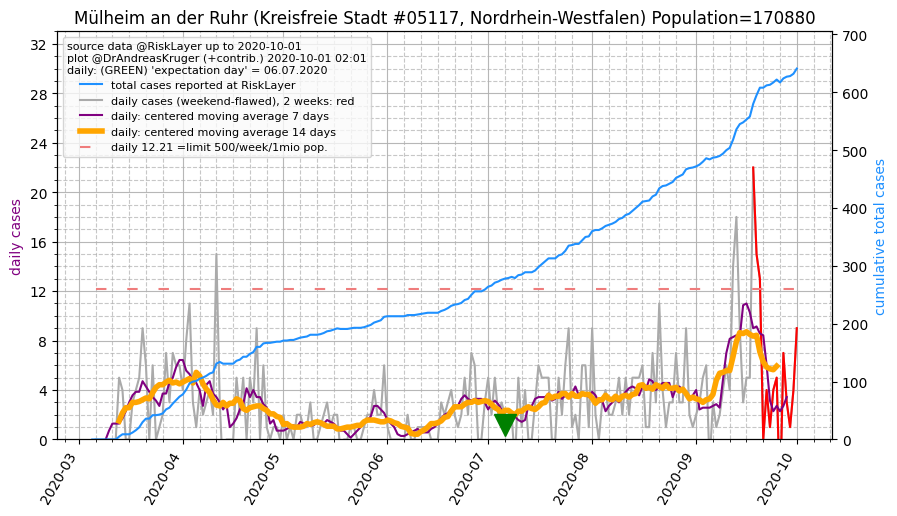 Mülheim an der Ruhr (Kreisfreie Stadt #05117, Nordrhein-Westfalen) Population=170880
source data @RiskLayer up to 2020-10-01
plot @DrAndreasKruger (+contrib.) 2020-10-01 02:01
daily: (GREEN) 'expectation day' = 06.07.2020
total cases reported at RiskLayer
daily cases (weekend-flawed), 2 weeks: red
daily: centered moving average 7 days
daily: centered moving average 14 days
daily 12.21 =limit 500/week/1mio pop.
daily cases
32
28
24
20
16
12
8
4
0
cumulative total cases
700
600
500
400
300
200
100
0
2020-03
2020-04
2020-05
2020-06
2020-07
2020-08
2020-09
2020-10